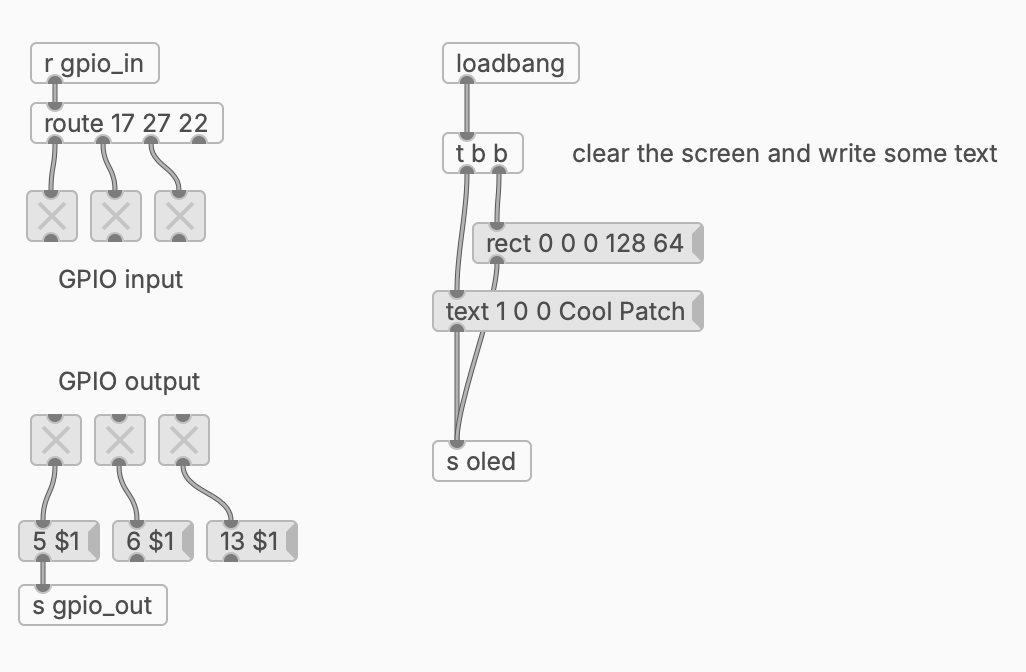 r gpio_in
route 17 27 22
GPIO input
GPIO output
5 $1
6 $1
13 $1
s gpio_out
loadbang
t b b
clear the screen and write some text
rect 0 0 0 128 64
text 1 0 0 Cool Patch
s oled